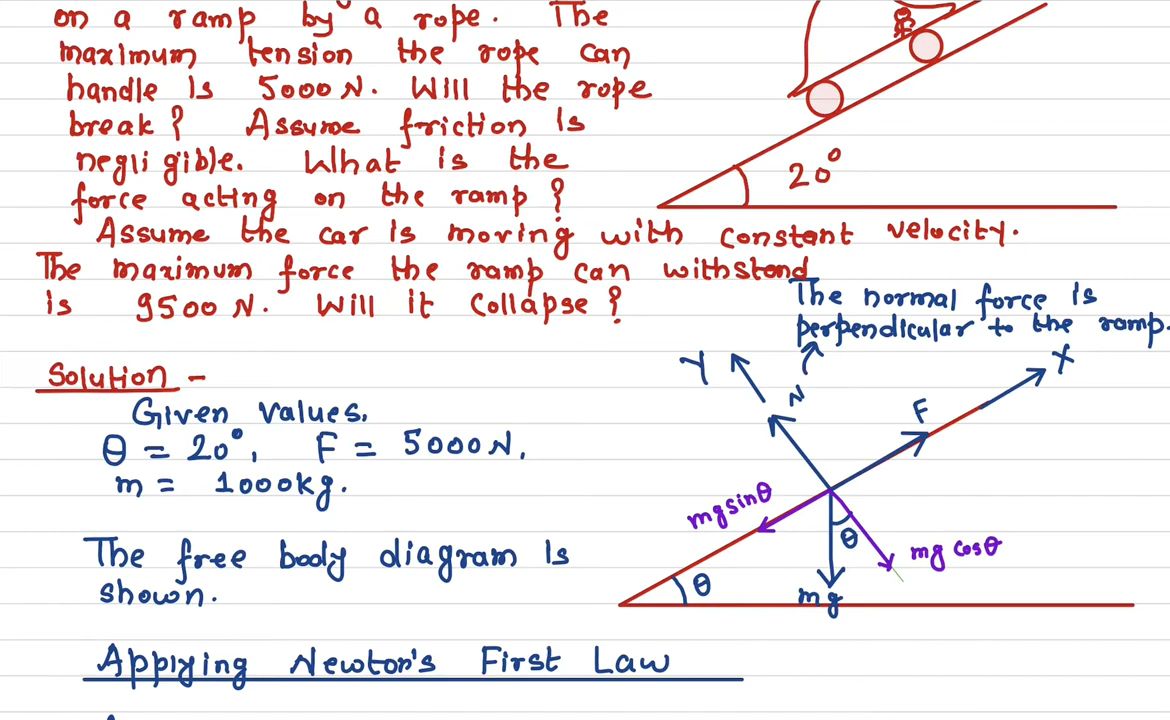 on a ramp by a rope. The
maximum tension the rope can
handle is 5000 N. Will the rope
break? Assume friction is
negligible. What is the
force acting on the ramp?
Assume the car is moving with constant velocity.
The maximum force the ramp can withstand
is 9500 N. Will it collapse?
20°
The normal force is
perpendicular to the ramp.
Solution -
Given values.
θ = 20°, F = 5000 N,
m = 1000kg.
The free body diagram is
shown.
Y
N
F
X
mg sinθ
θ
mg cosθ
θ
mg
Applying Newton's First Law